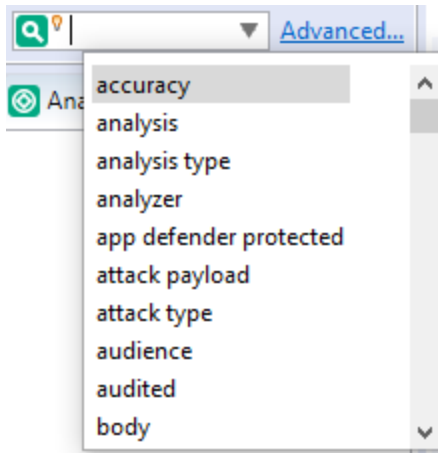 Advanced...
Ana
accuracy
analysis
analysis type
analyzer
app defender protected
attack payload
attack type
audience
audited
body